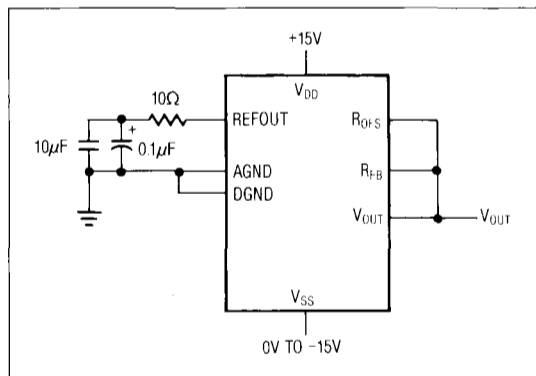 +15V
V_DD
10Ω
REFOUT
R_OFS
+
10μF
0.1μF
AGND
R_FB
DGND
V_OUT
V_OUT
V_SS
0V TO -15V